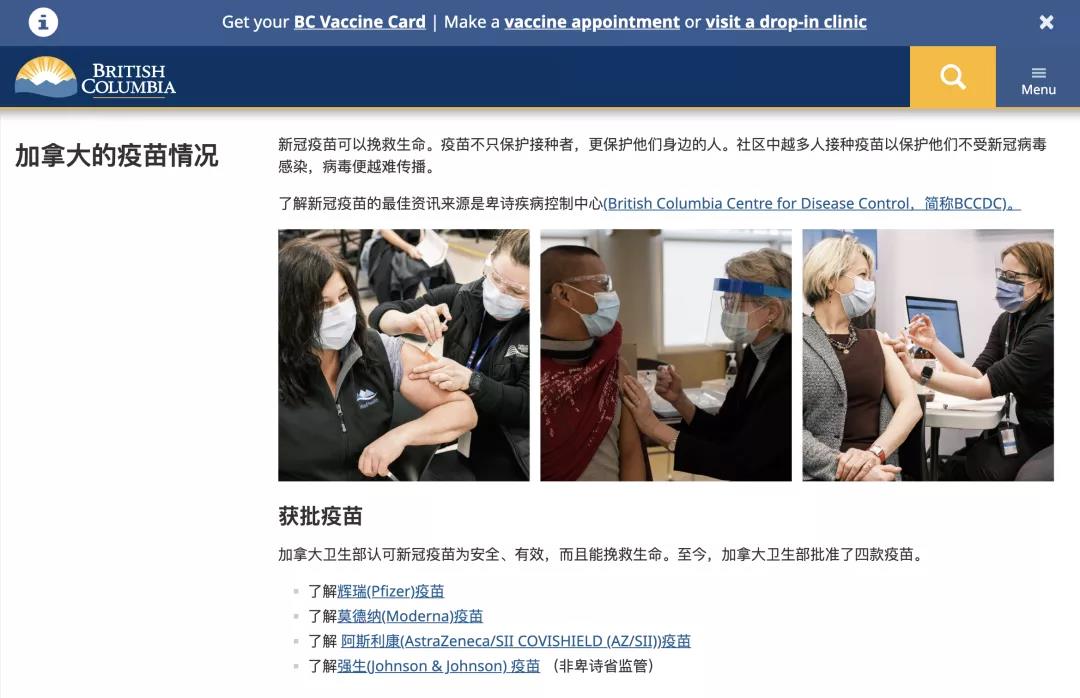 Get your BC Vaccine Card | Make a vaccine appointment or visit a drop-in clinic
BRITISH
COLUMBIA
Menu
加拿大的疫苗情况
新冠疫苗可以挽救生命。疫苗不只保护接种者，更保护他们身边的人。社区中越多人接种疫苗以保护他们不受新冠病毒
感染，病毒便越难传播。
了解新冠疫苗的最佳资讯来源是卑诗疾病控制中心(British Columbia Centre for Disease Control，简称BCCDC)。
获批疫苗
加拿大卫生部认可新冠疫苗为安全、有效，而且能挽救生命。至今，加拿大卫生部批准了四款疫苗。
了解辉瑞(Pfizer)疫苗
了解莫德纳(Moderna)疫苗
了解 阿斯利康(AstraZeneca/SII COVISHIELD (AZ/SII))疫苗
了解强生(Johnson & Johnson) 疫苗 （非卑诗省监管）